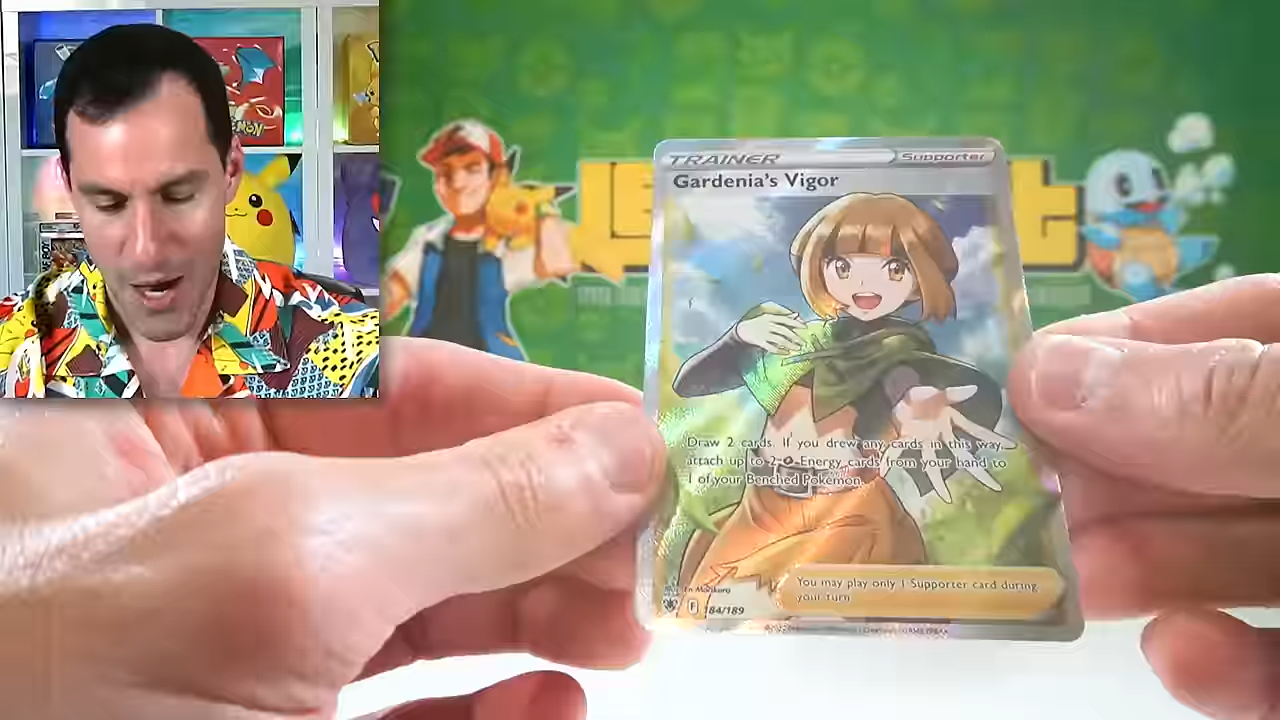 TRAINER
Supporter
Gardenia's Vigor
Draw 2 cards. If you drew any cards in this way,
attach up to 2 Energy cards from your hand to
1 of your Benched Pokémon.
You may play only 1 Supporter card during
your turn.
F 184/189